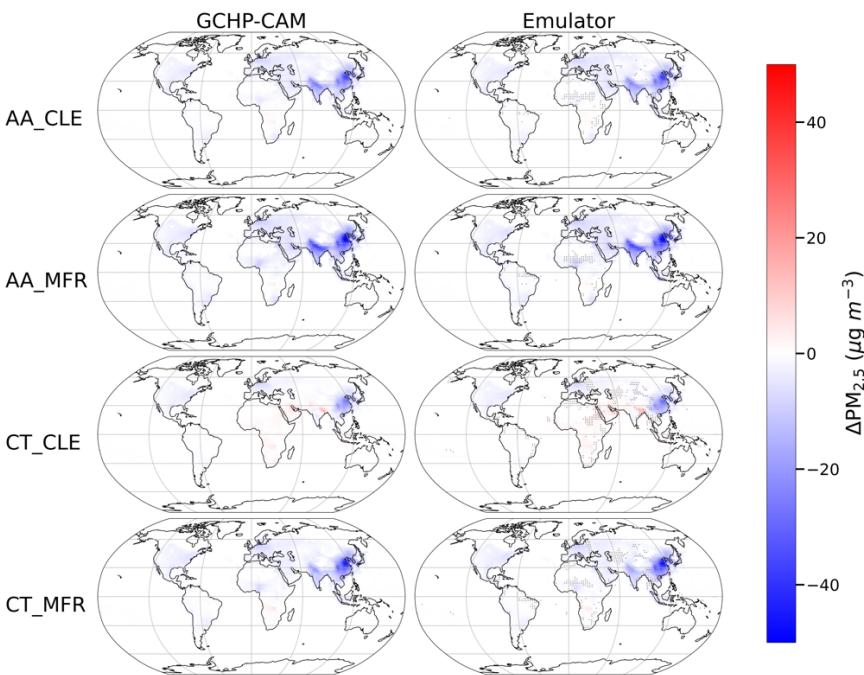 GCHP-CAM Emulator
AA_CLE
AA_MFR
CT_CLE
CT_MFR
40
20
0
−20
−40
ΔPM2.5 (μg m−3)